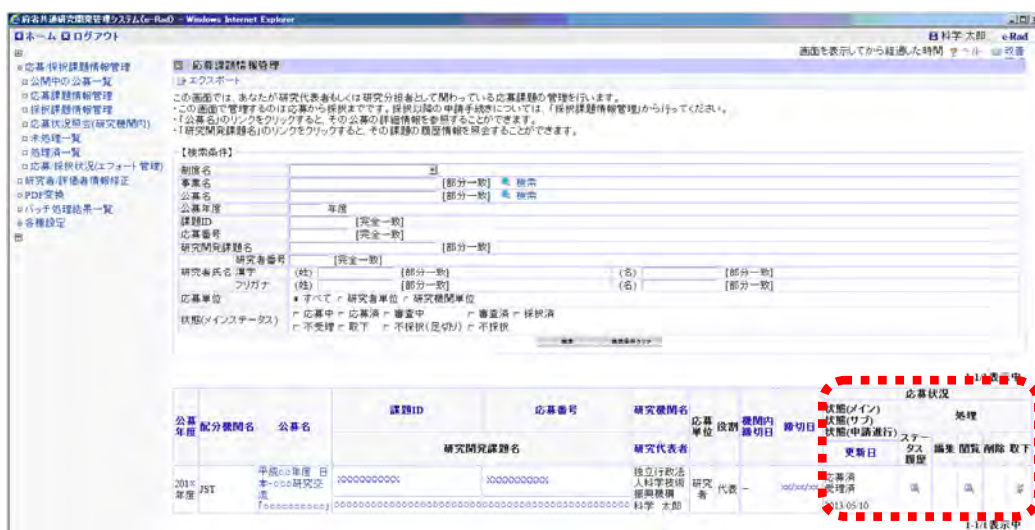 府省共通研究開発管理システム(e-Rad) - Windows Internet Explorer
ホーム ログアウト
科学 太郎 e-Rad
画面を表示してから経過した時間
応募/採択課題情報管理
公開中の公募一覧
応募課題情報管理
採択課題情報管理
応募状況照会(研究機関内)
未処理一覧
処理済一覧
応募/採択状況(エフォート管理)
研究者/評価者情報修正
PDF変換
バッチ処理結果一覧
各種設定
応募課題情報管理
エクスポート
この画面では、あなたが研究代表者もしくは研究分担者として関わっている応募課題の管理を行います。
・この画面で管理するのは応募から採択までです。採択以降の申請手続きについては、「採択課題情報管理」から行ってください。
・「公募名」のリンクをクリックすると、その公募の詳細情報を参照することができます。
・「研究開発課題名」のリンクをクリックすると、その課題の履歴情報を照会することができます。
【検索条件】
制度名
事業名 [部分一致] 検索
公募名 [部分一致] 検索
公募年度 年度
課題ID [完全一致]
応募番号 [完全一致]
研究開発課題名 [部分一致]
研究者番号 [完全一致]
研究者氏名 漢字 (姓) [部分一致] (名) [部分一致]
フリガナ (姓) [部分一致] (名) [部分一致]
応募単位 すべて 研究者単位 研究機関単位
状態(メインステータス) 応募中 応募済 審査中 審査済 採択済
不受理 取下 不採択(足切り) 不採択
検索 検索条件クリア
1-1/1表示中
公募年度 配分機関名 公募名 課題ID 応募番号 研究機関名 応募単位 役割 機関内締切日 締切日 応募状況
状態(メイン)
状態(サブ)
状態(申請進行)
処理
研究開発課題名 研究代表者 更新日 ステータス履歴 編集 閲覧 削除 取下
201×年度 JST 平成○○年度 日本-○○○研究交流「○○○○○○○○○○」 xxxxxxxxxx xxxxxxxxxx 独立行政法人科学技術振興機構 研究者 代表 - xx/xx/xx 応募済
受理済
科学 太郎 2013/05/10
1-1/1表示中